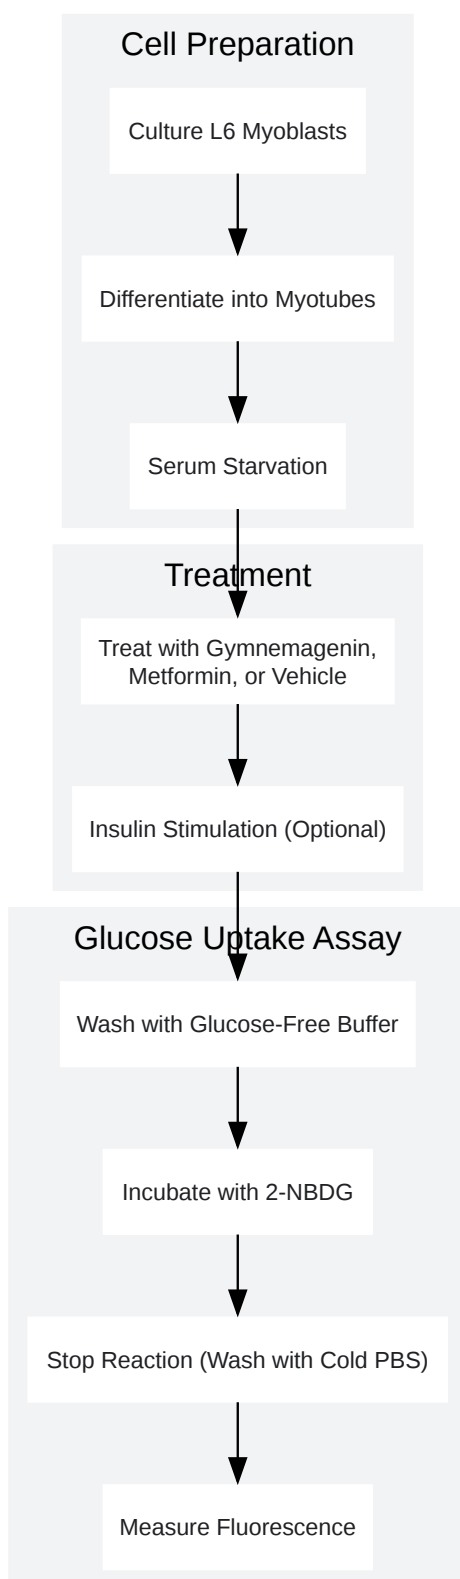 Cell Preparation
Culture L6 Myoblasts
Differentiate into Myotubes
Serum Starvation
Treatment
Treat with Gymnemagenin,
Metformin, or Vehicle
Insulin Stimulation (Optional)
Glucose Uptake Assay
Wash with Glucose-Free Buffer
Incubate with 2-NBDG
Stop Reaction (Wash with Cold PBS)
Measure Fluorescence